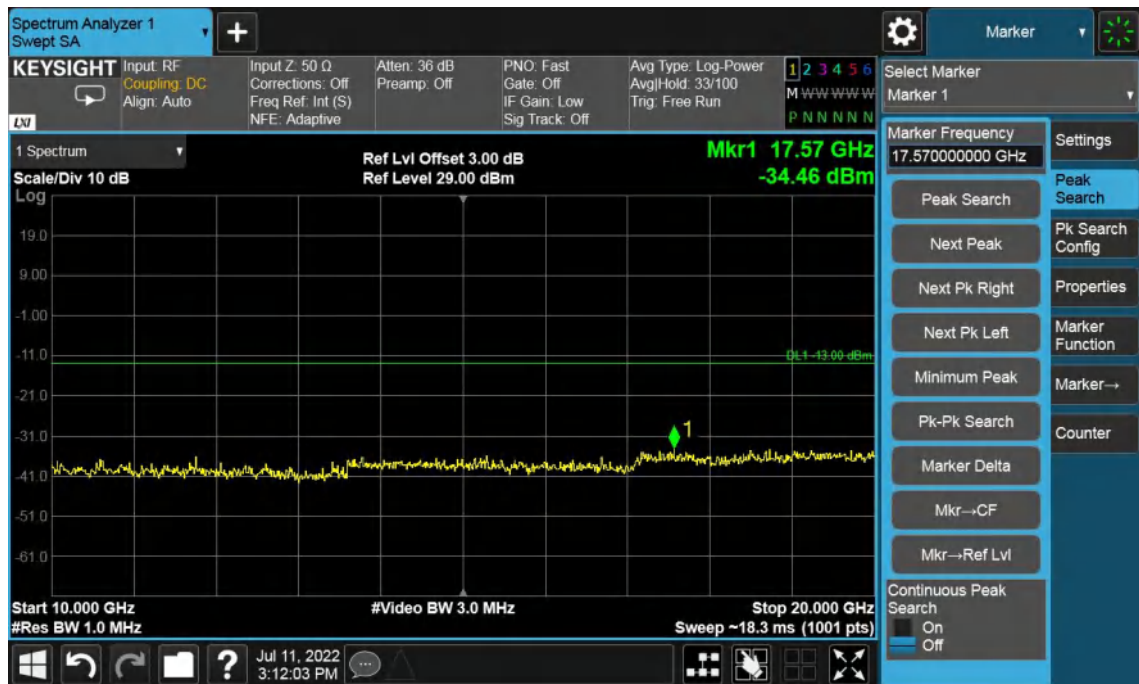 Spectrum Analyzer 1
Swept SA
+
Marker
KEYSIGHT
LXI
Input: RF
Coupling: DC
Align: Auto
Input Z: 50 Ω
Corrections: Off
Freq Ref: Int (S)
NFE: Adaptive
Atten: 36 dB
Preamp: Off
PNO: Fast
Gate: Off
IF Gain: Low
Sig Track: Off
Avg Type: Log-Power
Avg|Hold: 33/100
Trig: Free Run
1 2 3 4 5 6
M W W W W W
P N N N N N
Select Marker
Marker 1
1 Spectrum
Scale/Div 10 dB
Log
Ref Lvl Offset 3.00 dB
Ref Level 29.00 dBm
Mkr1 17.57 GHz
-34.46 dBm
19.0
9.00
-1.00
-11.0
-21.0
-31.0
-41.0
-51.0
-61.0
DL1 -13.00 dBm
1
Start 10.000 GHz
#Res BW 1.0 MHz
#Video BW 3.0 MHz
Stop 20.000 GHz
Sweep ~18.3 ms (1001 pts)
Marker Frequency
17.570000000 GHz
Peak Search
Next Peak
Next Pk Right
Next Pk Left
Minimum Peak
Pk-Pk Search
Marker Delta
Mkr→CF
Mkr→Ref Lvl
Continuous Peak
Search
On
Off
Settings
Peak
Search
Pk Search
Config
Properties
Marker
Function
Marker→
Counter
?
Jul 11, 2022
3:12:03 PM